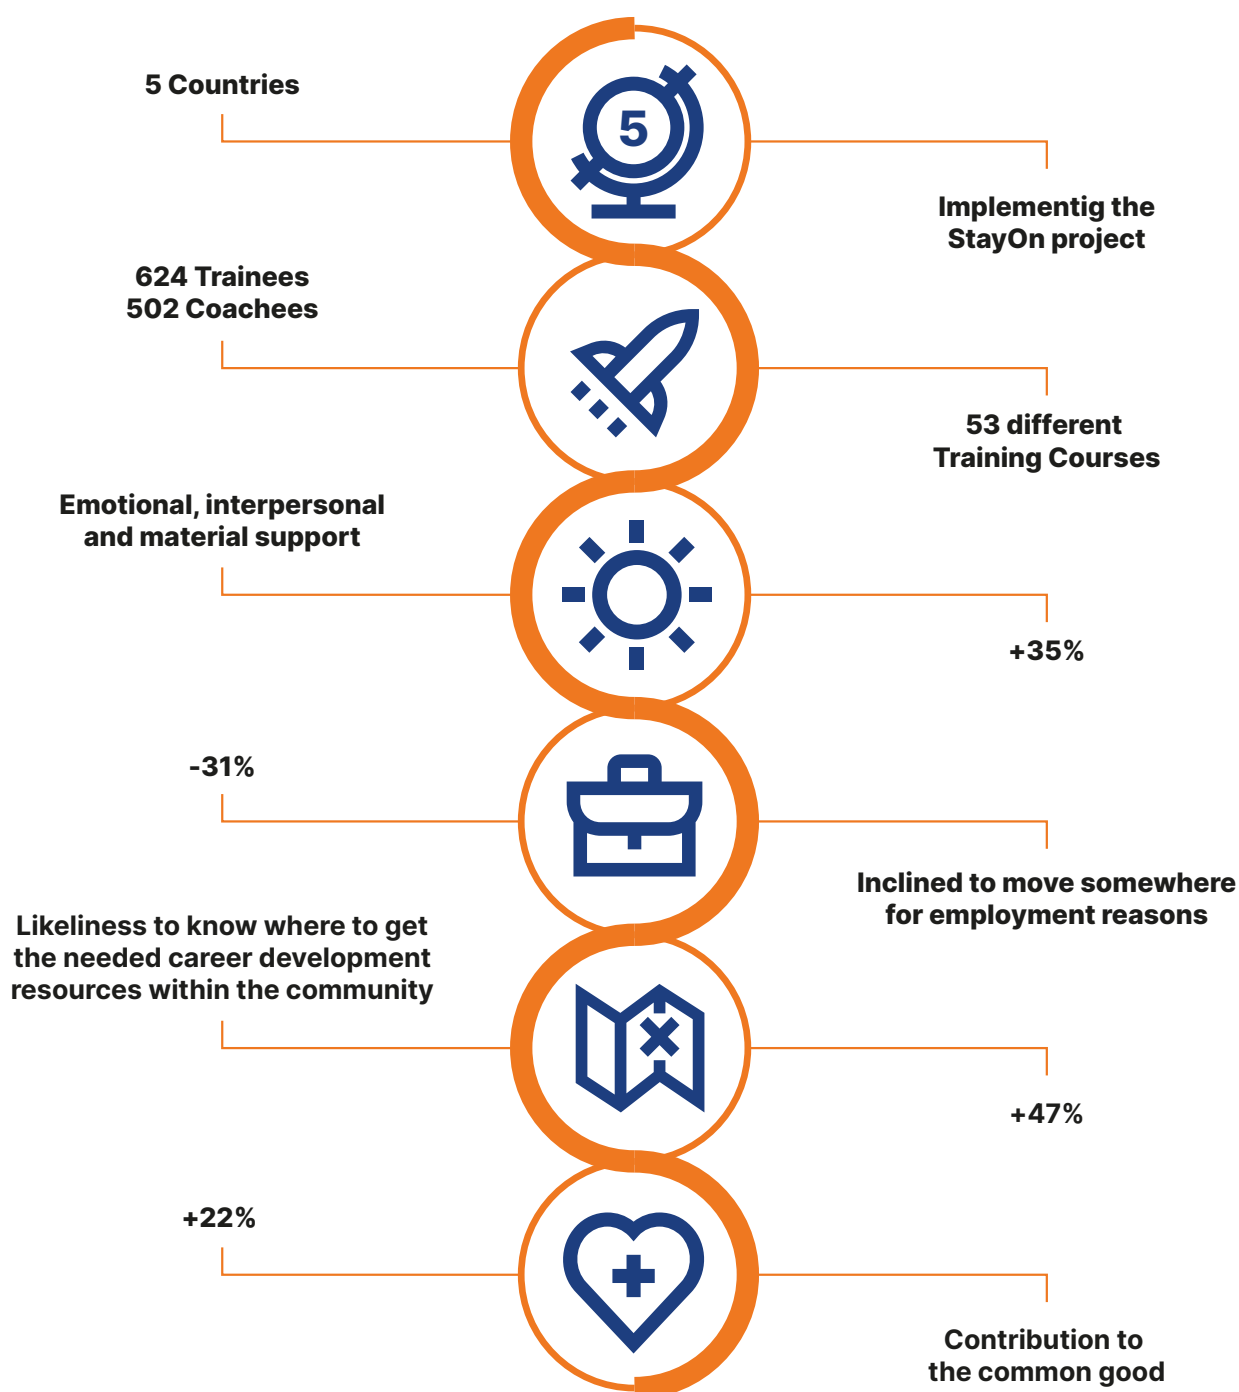 5 Countries
5
Implementig the
StayOn project
624 Trainees
502 Coachees
53 different
Training Courses
Emotional, interpersonal
and material support
+35%
-31%
Inclined to move somewhere
for employment reasons
Likeliness to know where to get
the needed career development
resources within the community
+47%
+22%
Contribution to
the common good